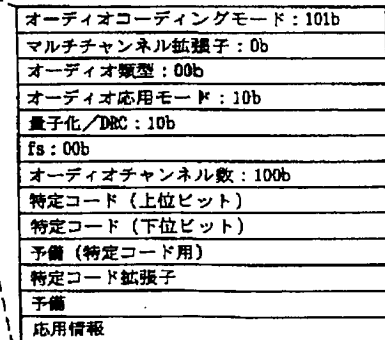 オーディオコーディングモード：101b
マルチチャンネル拡張子：0b
オーディオ類型：00b
オーディオ応用モード：10b
量子化／DRC：10b
fs：00b
オーディオチャンネル数：100b
特定コード（上位ビット）
特定コード（下位ビット）
予備（特定コード用）
特定コード拡張子
予備
応用情報